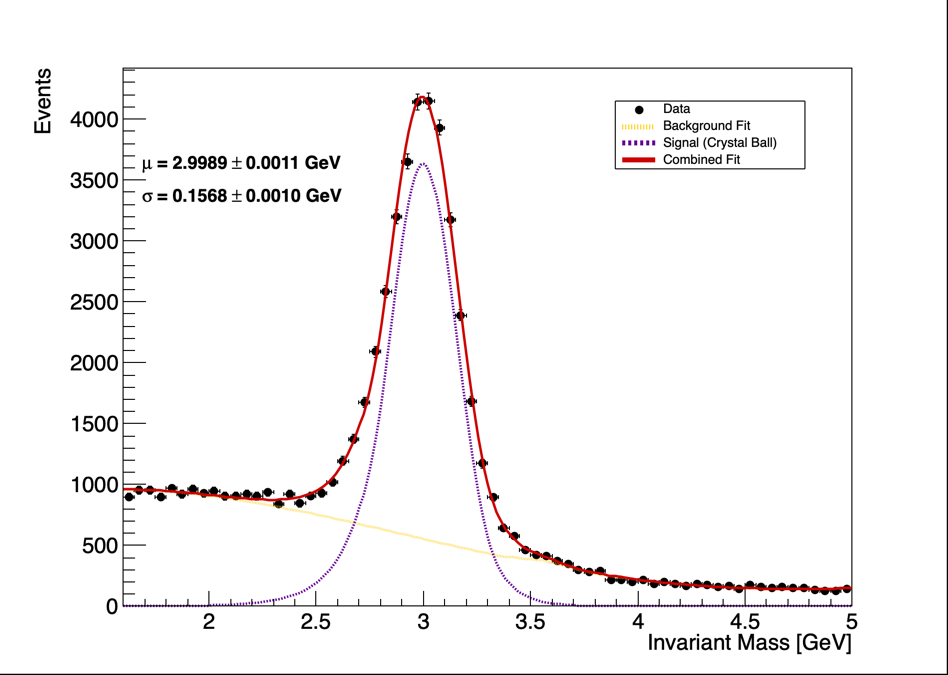 Events
4000
3500
3000
2500
2000
1500
1000
500
0
μ = 2.9989 ± 0.0011 GeV
σ = 0.1568 ± 0.0010 GeV
Data
Background Fit
Signal (Crystal Ball)
Combined Fit
2 2.5 3 3.5 4 4.5 5
Invariant Mass [GeV]